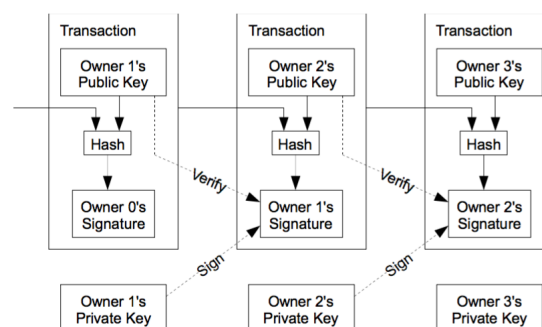 Transaction
Transaction
Transaction
Owner 1's
Public Key
Owner 2's
Public Key
Owner 3's
Public Key
Hash
Hash
Hash
Verify
Verify
Owner 0's
Signature
Owner 1's
Signature
Owner 2's
Signature
Sign
Sign
Owner 1's
Private Key
Owner 2's
Private Key
Owner 3's
Private Key